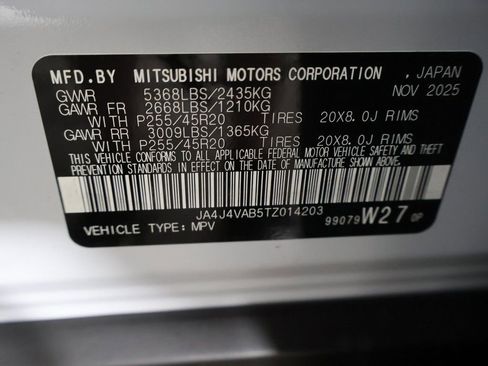 MFD.BY MITSUBISHI MOTORS CORPORATION , JAPAN
GVWR 5368LBS/2435KG NOV 2025
GAWR FR 2668LBS/1210KG
WITH P255/45R20 TIRES 20X8.0J RIMS
GAWR RR 3009LBS/1365KG
WITH P255/45R20 TIRES 20X8.0J RIMS
THIS VEHICLE CONFORMS TO ALL APPLICABLE FEDERAL MOTOR VEHICLE SAFETY, BUMPER, AND THEFT
PREVENTION STANDARDS IN EFFECT ON THE DATE OF MANUFACTURE SHOWN ABOVE.
JA4J4VAB5TZ014203
VEHICLE TYPE: MPV 99079 W27 0P